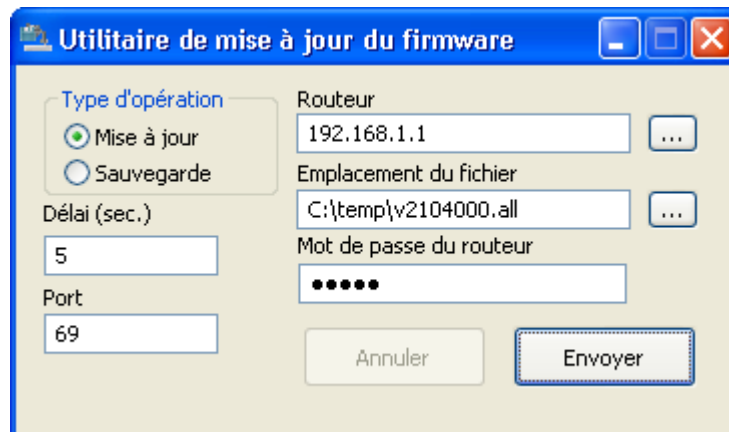 Utilitaire de mise à jour du firmware
Type d'opération
Mise à jour
Sauvegarde
Délai (sec.)
5
Port
69
Routeur
192.168.1.1
...
Emplacement du fichier
C:\temp\v2104000.all
...
Mot de passe du routeur
●●●●●
Annuler
Envoyer